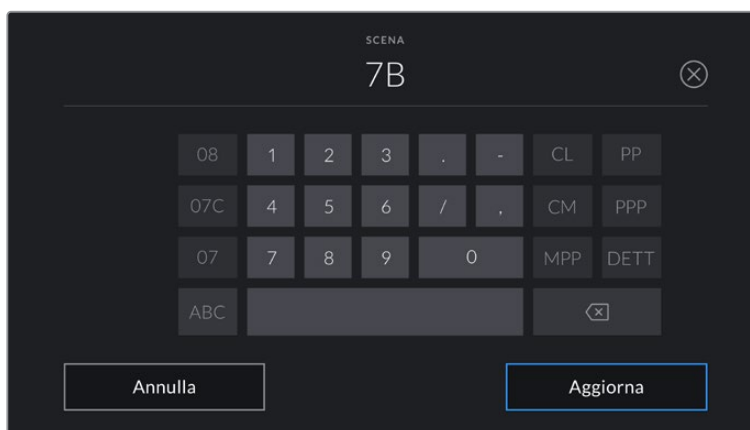 SCENA
7B
08 1 2 3 . - CL PP
07C 4 5 6 / , CM PPP
07 7 8 9 0 MPP DETT
ABC
Annulla Aggiorna